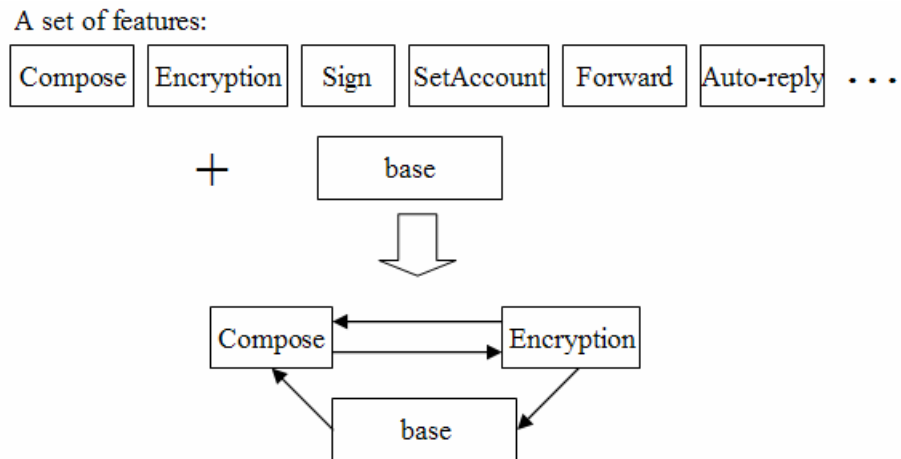 A set of features:
Compose Encryption Sign SetAccount Forward Auto-reply ...
+ base
Compose Encryption
base